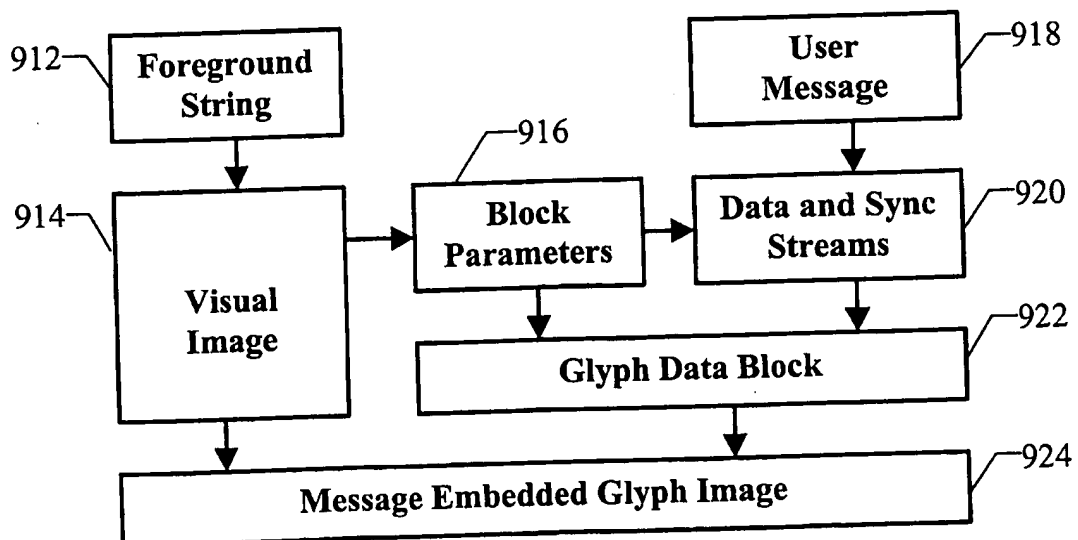 912
Foreground
String
User
Message
918
916
914
Visual
Image
Block
Parameters
Data and Sync
Streams
920
Glyph Data Block
922
Message Embedded Glyph Image
924